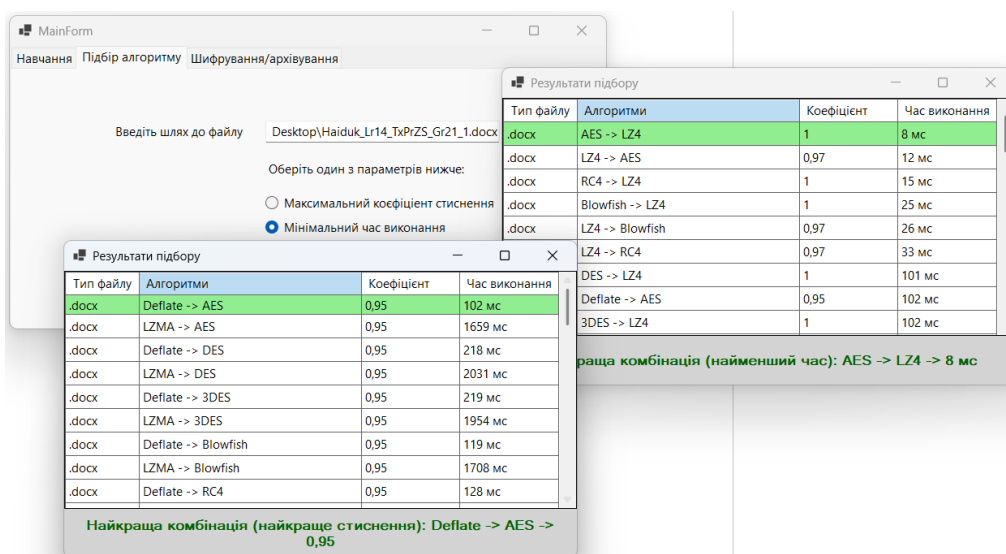 MainForm
Навчання Підбір алгоритму Шифрування/архівування
Введіть шлях до файлу Desktop\Haiduk_Lr14_TxPrZS_Gr21_1.docx
Оберіть один з параметрів нижче:
Максимальний коєфіцієнт стиснення
Мінімальний час виконання
Результати підбору
Тип файлу Алгоритми Коефіцієнт Час виконання
.docx AES -> LZ4 1 8 мс
.docx LZ4 -> AES 0,97 12 мс
.docx RC4 -> LZ4 1 15 мс
.docx Blowfish -> LZ4 1 25 мс
.docx LZ4 -> Blowfish 0,97 26 мс
LZ4 -> RC4 0,97 33 мс
DES -> LZ4 1 101 мс
Deflate -> AES 0,95 102 мс
3DES -> LZ4 1 102 мс
раща комбінація (найменший час): AES -> LZ4 -> 8 мс
Результати підбору
Тип файлу Алгоритми Коефіцієнт Час виконання
.docx Deflate -> AES 0,95 102 мс
.docx LZMA -> AES 0,95 1659 мс
.docx Deflate -> DES 0,95 218 мс
.docx LZMA -> DES 0,95 2031 мс
.docx Deflate -> 3DES 0,95 219 мс
.docx LZMA -> 3DES 0,95 1954 мс
.docx Deflate -> Blowfish 0,95 119 мс
.docx LZMA -> Blowfish 0,95 1708 мс
.docx Deflate -> RC4 0,95 128 мс
Найкраща комбінація (найкраще стиснення): Deflate -> AES ->
0,95